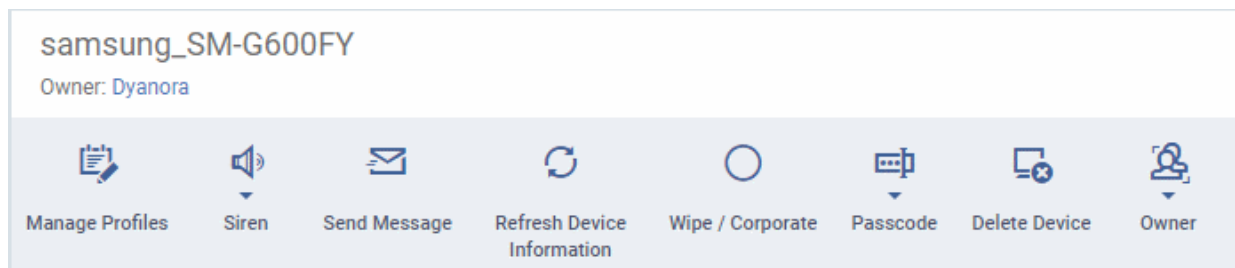 samsung_SM-G600FY
Owner: Dyanora
Manage Profiles
Siren
Send Message
Refresh Device
Information
Wipe / Corporate
Passcode
Delete Device
Owner